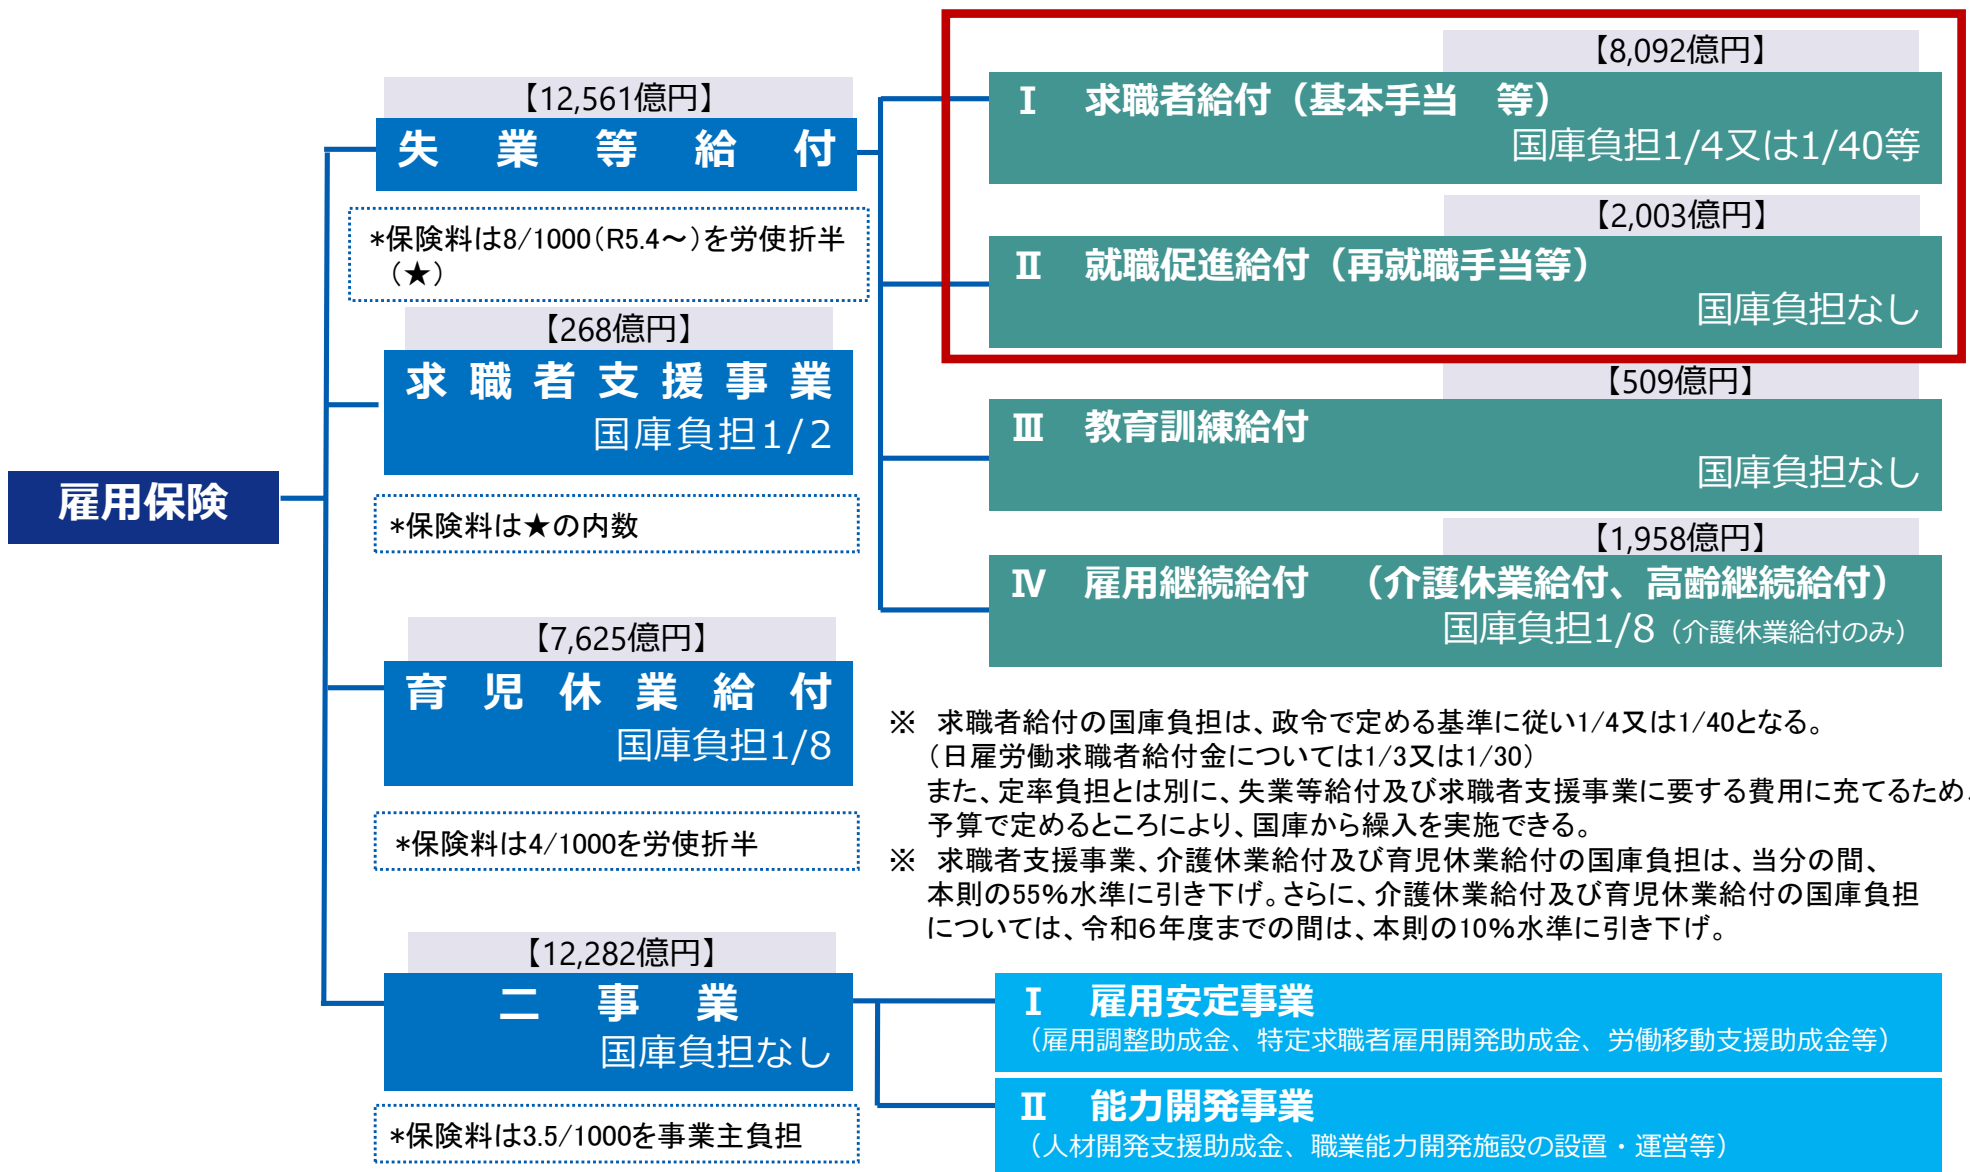 雇用保険
【12,561億円】
失業等給付
*保険料は8/1000（R5.4～）を労使折半
（★）
【268億円】
求職者支援事業
国庫負担1/2
*保険料は★の内数
【7,625億円】
育児休業給付
国庫負担1/8
*保険料は4/1000を労使折半
【12,282億円】
二事業
国庫負担なし
*保険料は3.5/1000を事業主負担
【8,092億円】
Ⅰ 求職者給付（基本手当 等）
国庫負担1/4又は1/40等
【2,003億円】
Ⅱ 就職促進給付（再就職手当等）
国庫負担なし
【509億円】
Ⅲ 教育訓練給付
国庫負担なし
【1,958億円】
Ⅳ 雇用継続給付 （介護休業給付、高齢継続給付）
国庫負担1/8（介護休業給付のみ）
※ 求職者給付の国庫負担は、政令で定める基準に従い1/4又は1/40となる。
（日雇労働求職者給付金については1/3又は1/30）
また、定率負担とは別に、失業等給付及び求職者支援事業に要する費用に充てるため、
予算で定めるところにより、国庫から繰入を実施できる。
※ 求職者支援事業、介護休業給付及び育児休業給付の国庫負担は、当分の間、
本則の55%水準に引き下げ。さらに、介護休業給付及び育児休業給付の国庫負担
については、令和６年度までの間は、本則の10%水準に引き下げ。
Ⅰ 雇用安定事業
（雇用調整助成金、特定求職者雇用開発助成金、労働移動支援助成金等）
Ⅱ 能力開発事業
（人材開発支援助成金、職業能力開発施設の設置・運営等）